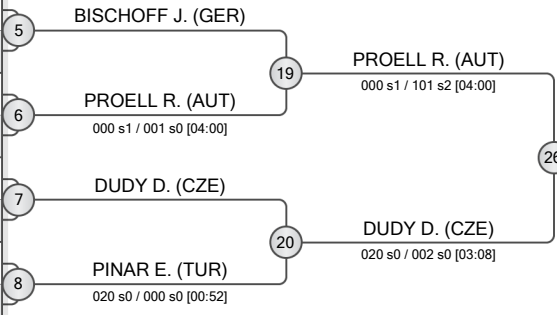 BISCHOFF J. (GER)
5
19
PROELL R. (AUT)
000 s1 / 101 s2 [04:00]
PROELL R. (AUT)
6
000 s1 / 001 s0 [04:00]
26
DUDY D. (CZE)
7
20
DUDY D. (CZE)
020 s0 / 002 s0 [03:08]
PINAR E. (TUR)
8
020 s0 / 000 s0 [00:52]